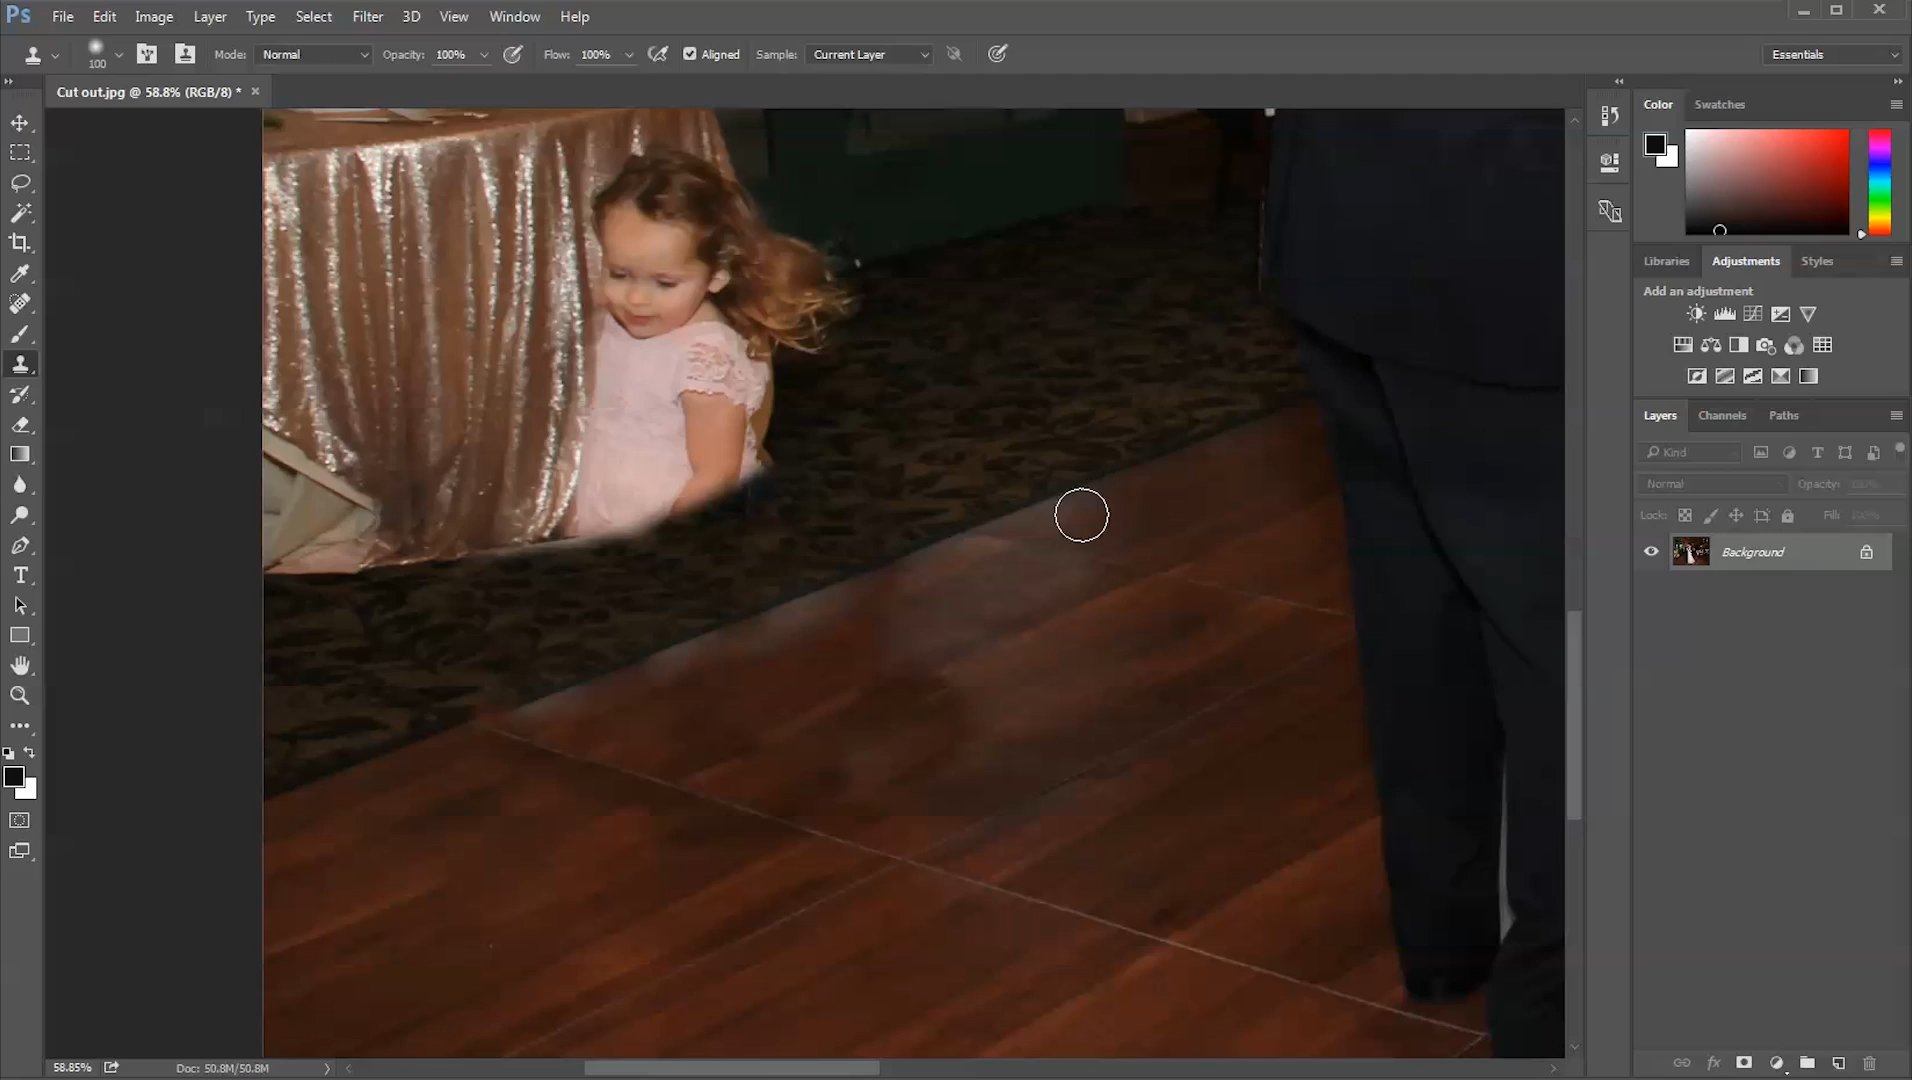 Ps File Edit Image Layer Type Select Filter 3D View Window Help
100 Mode: Normal Opacity: 100% Flow: 100% Aligned Sample: Current Layer Essentials
Cut out.jpg @ 58.8% (RGB/8) * ×
Color Swatches
Libraries Adjustments Styles
Add an adjustment
Layers Channels Paths
Kind
Normal Opacity: 100%
Lock: Fill: 100%
Background
58.85% Doc: 50.8M/50.8M